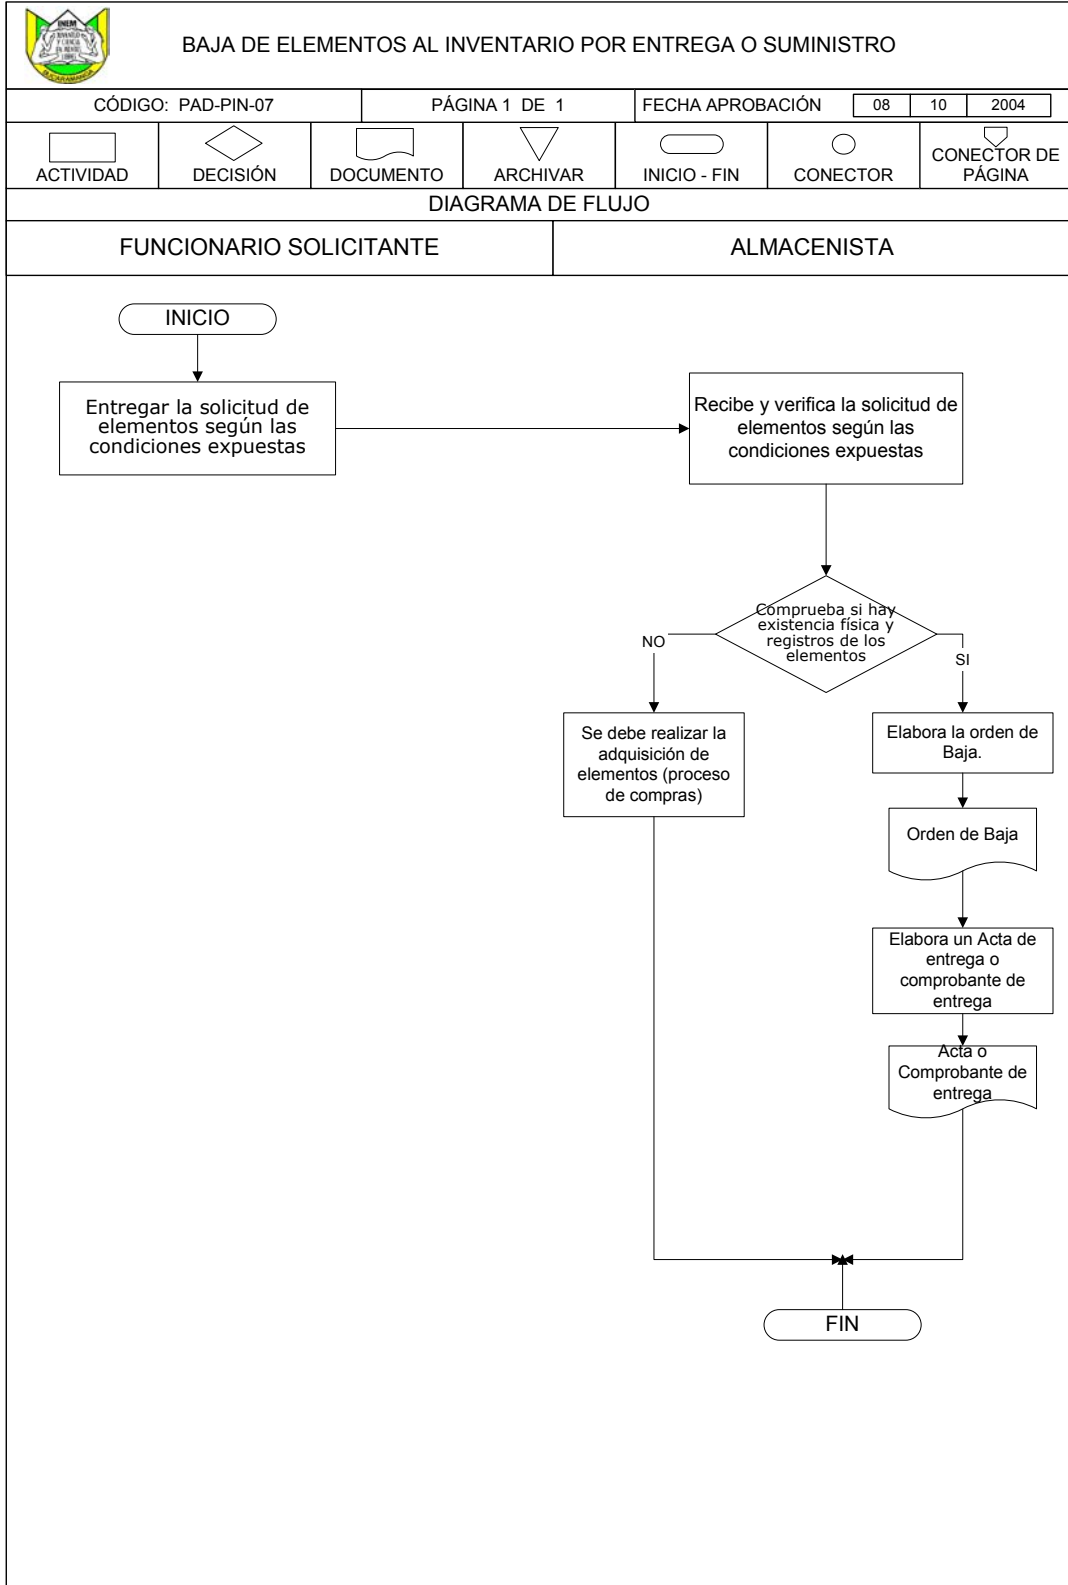 INEM
BUCARAMANGA
BAJA DE ELEMENTOS AL INVENTARIO POR ENTREGA O SUMINISTRO
CÓDIGO: PAD-PIN-07
PÁGINA 1 DE 1
FECHA APROBACIÓN
08
10
2004
ACTIVIDAD
DECISIÓN
DOCUMENTO
ARCHIVAR
INICIO - FIN
CONECTOR
CONECTOR DE
PÁGINA
DIAGRAMA DE FLUJO
FUNCIONARIO SOLICITANTE
ALMACENISTA
INICIO
Entregar la solicitud de
elementos según las
condiciones expuestas
Recibe y verifica la solicitud de
elementos según las
condiciones expuestas
Comprueba si hay
existencia física y
registros de los
elementos
NO
SI
Se debe realizar la
adquisición de
elementos (proceso
de compras)
Elabora la orden de
Baja.
Orden de Baja
Elabora un Acta de
entrega o
comprobante de
entrega
Acta o
Comprobante de
entrega
FIN